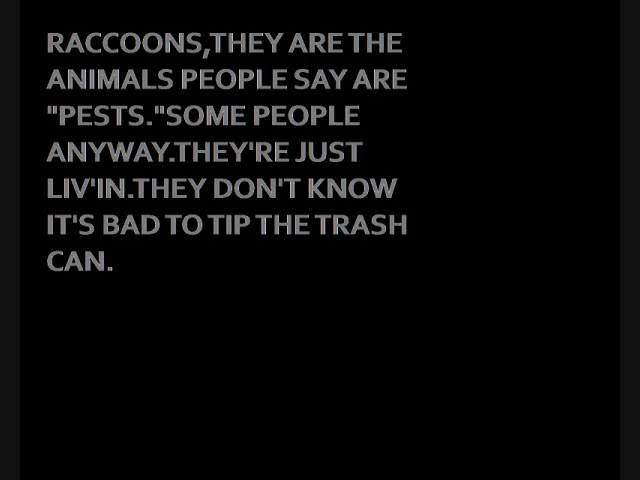 RACCOONS,THEY ARE THE
ANIMALS PEOPLE SAY ARE
"PESTS."SOME PEOPLE
ANYWAY.THEY'RE JUST
LIV'IN.THEY DON'T KNOW
IT'S BAD TO TIP THE TRASH
CAN.